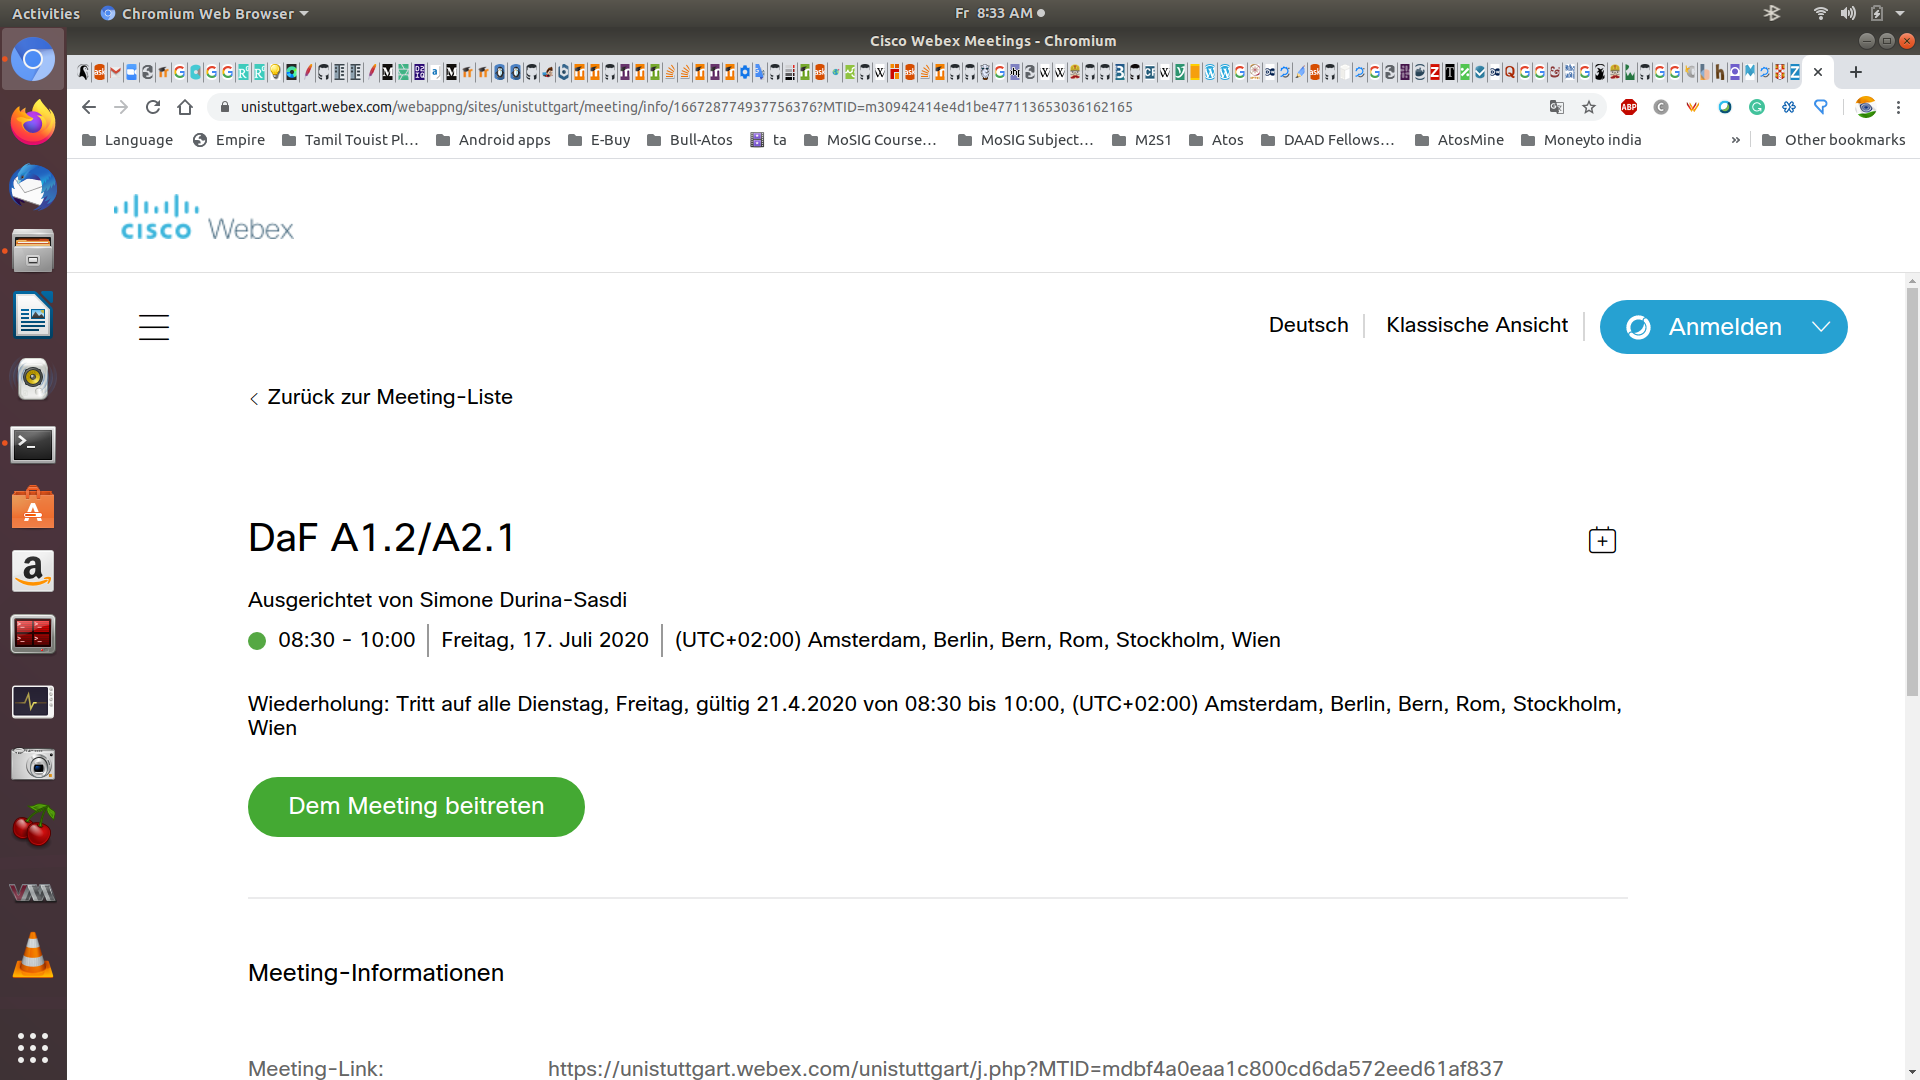 Activities
Chromium Web Browser
Fr 8:33 AM
Cisco Webex Meetings - Chromium
unistuttgart.webex.com/webappng/sites/unistuttgart/meeting/info/166728774937756376?MTID=m30942414e4d1be477113653036162165
Language
Empire
Tamil Touist Pl...
Android apps
E-Buy
Bull-Atos
ta
MoSIG Course...
MoSIG Subject...
M2S1
Atos
DAAD Fellows...
AtosMine
Moneyto india
»
Other bookmarks
cisco Webex
Deutsch
Klassische Ansicht
Anmelden
Zurück zur Meeting-Liste
DaF A1.2/A2.1
Ausgerichtet von Simone Durina-Sasdi
08:30 - 10:00 Freitag, 17. Juli 2020 (UTC+02:00) Amsterdam, Berlin, Bern, Rom, Stockholm, Wien
Wiederholung: Tritt auf alle Dienstag, Freitag, gültig 21.4.2020 von 08:30 bis 10:00, (UTC+02:00) Amsterdam, Berlin, Bern, Rom, Stockholm,
Wien
Dem Meeting beitreten
Meeting-Informationen
Meeting-Link: https://unistuttgart.webex.com/unistuttgart/j.php?MTID=mdbf4a0eaa1c800cd6da572eed61af837